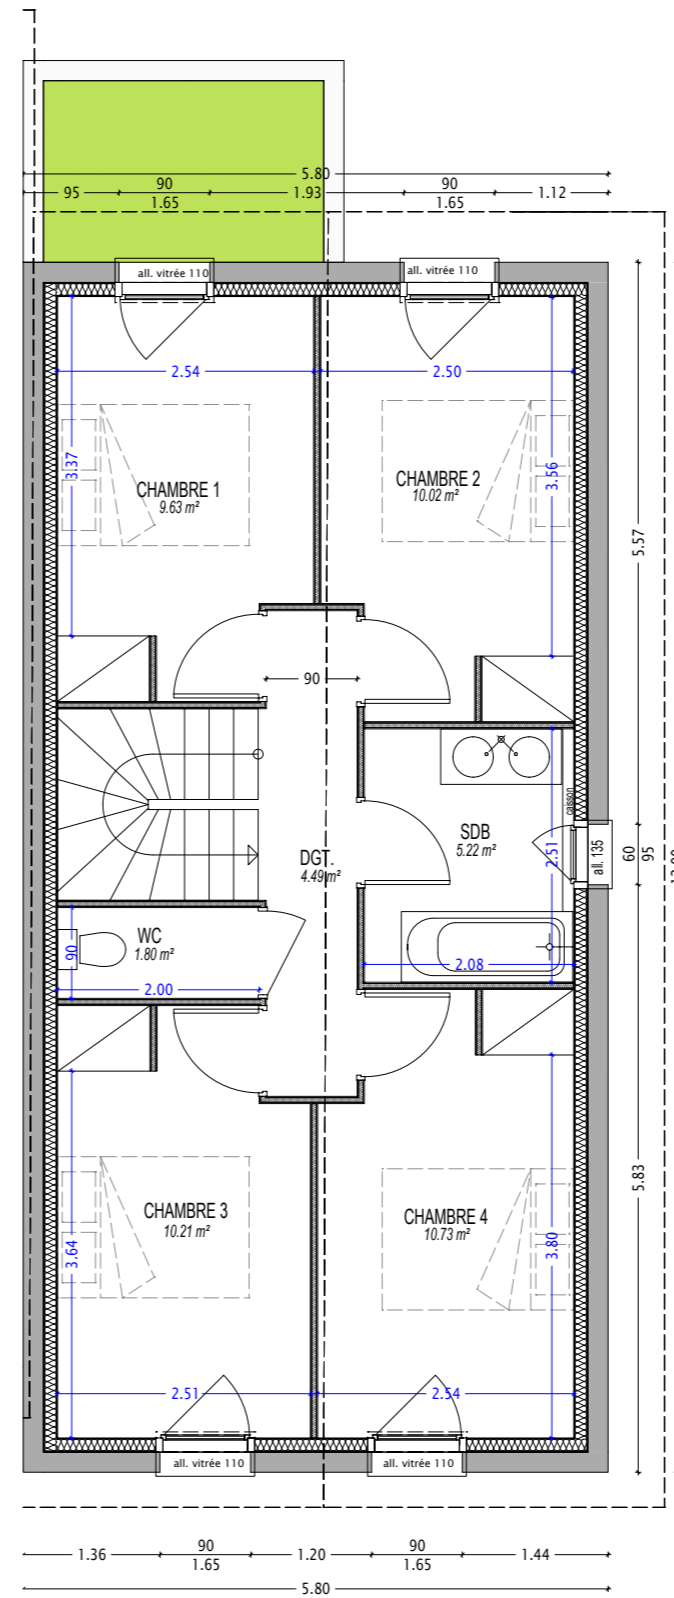 5.80
95
90
1.65
1.93
90
1.65
1.12
all. vitrée 110
all. vitrée 110
2.54
2.50
3.37
3.56
CHAMBRE 1
9.63 m²
CHAMBRE 2
10.02 m²
5.57
90
caisson
SDB
5.22 m²
2.51
all. 135
60
95
DGT.
4.49 m²
WC
1.80 m²
90
2.00
2.08
5.83
CHAMBRE 3
10.21 m²
CHAMBRE 4
10.73 m²
3.64
3.80
2.51
2.54
all. vitrée 110
all. vitrée 110
1.36
90
1.65
1.20
90
1.65
1.44
5.80